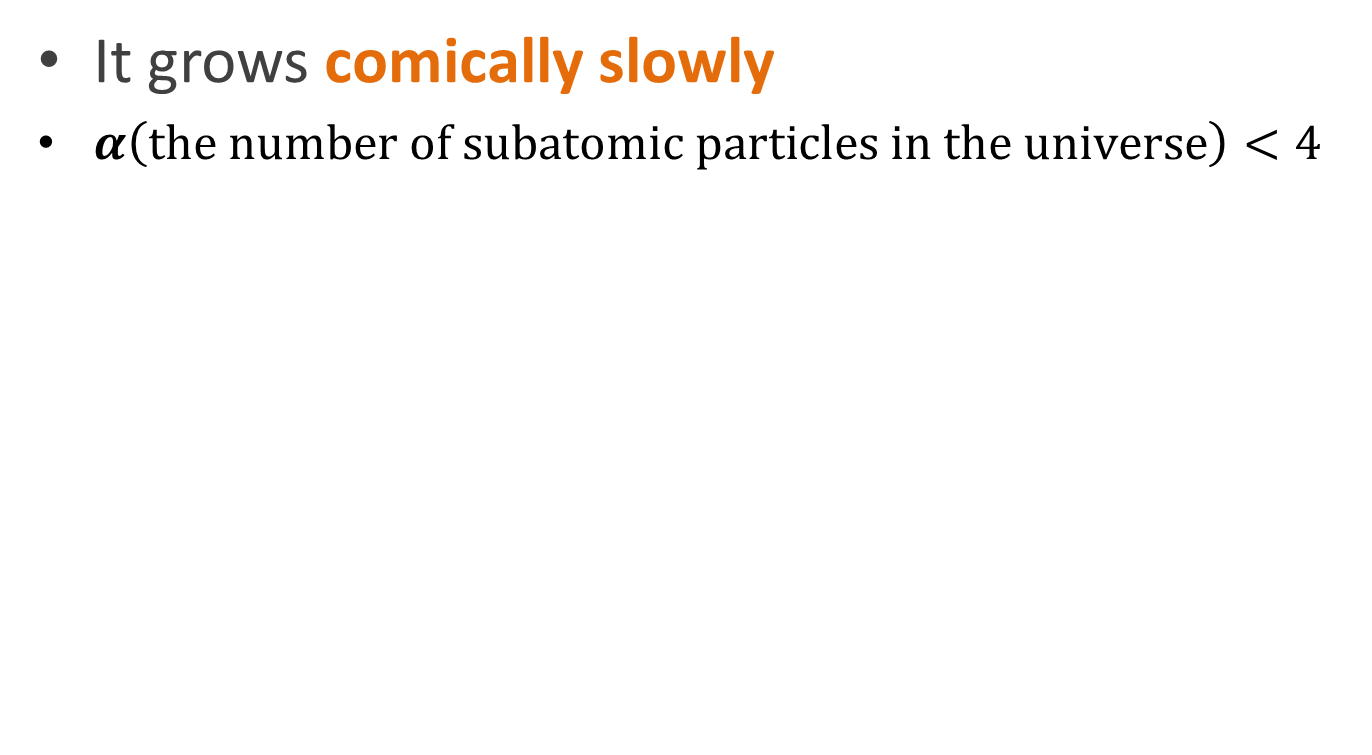 • It grows comically slowly
• 𝜶(the number of subatomic particles in the universe) < 4